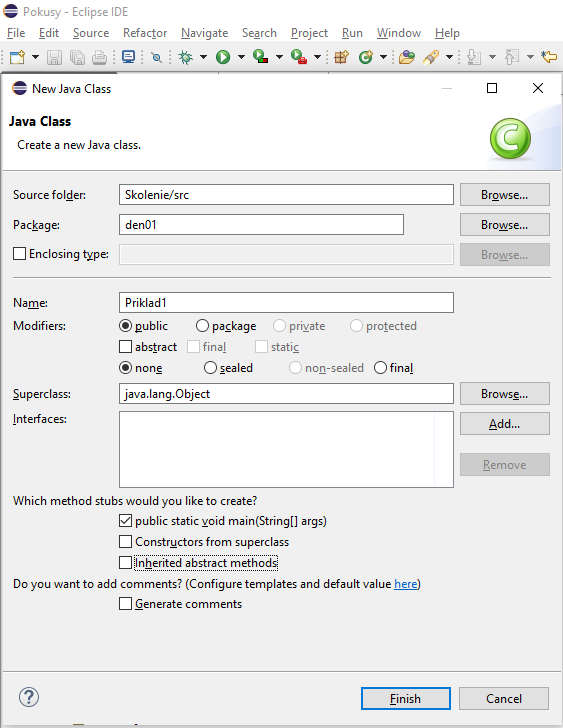 Pokusy - Eclipse IDE
File Edit Source Refactor Navigate Search Project Run Window Help
New Java Class
Java Class
Create a new Java class.
C
Source folder: Skolenie/src Browse...
Package: den01 Browse...
Enclosing type: Browse...
Name: Priklad1
Modifiers: public package private protected
abstract final static
none sealed non-sealed final
Superclass: java.lang.Object Browse...
Interfaces: Add...
Remove
Which method stubs would you like to create?
public static void main(String[] args)
Constructors from superclass
Inherited abstract methods
Do you want to add comments? (Configure templates and default value here)
Generate comments
? Finish Cancel